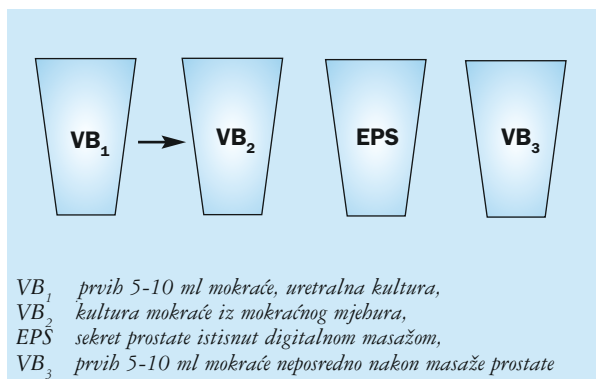 VB1 VB2 EPS VB3
VB1 prvih 5-10 ml mokraće, uretralna kultura,
VB2 kultura mokraće iz mokraćnog mjehura,
EPS sekret prostate istisnut digitalnom masažom,
VB3 prvih 5-10 ml mokraće neposredno nakon masaže prostate